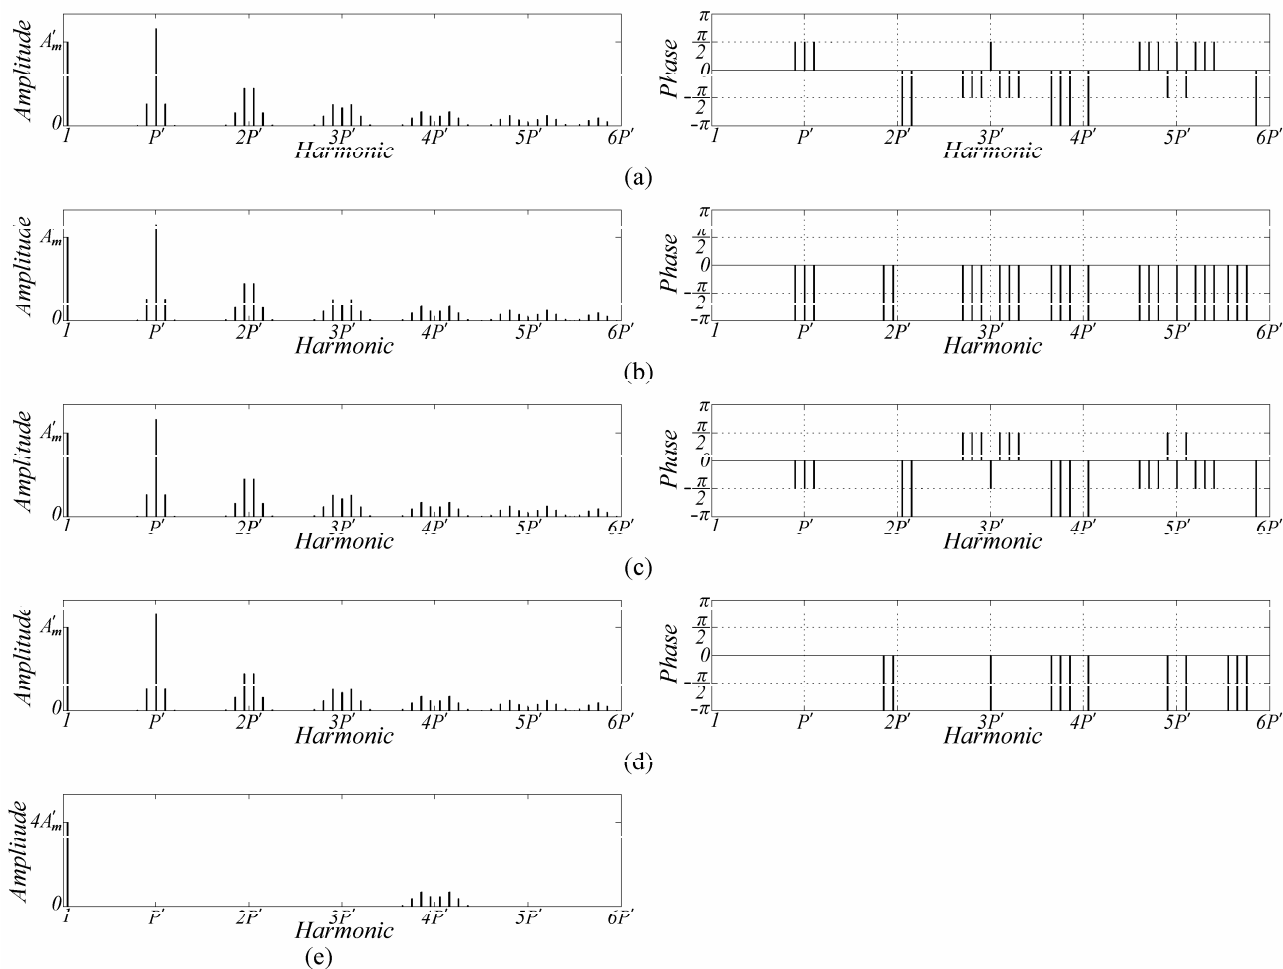 Amplitude A′m 0 1 P′ 2P′ 3P′ 4P′ 5P′ 6P′ Harmonic
Phase π π/2 0 -π/2 -π 1 P′ 2P′ 3P′ 4P′ 5P′ 6P′ Harmonic
(a)
Amplitude A′m 0 1 P′ 2P′ 3P′ 4P′ 5P′ 6P′ Harmonic
Phase π π/2 0 -π/2 -π 1 P′ 2P′ 3P′ 4P′ 5P′ 6P′ Harmonic
(b)
Amplitude A′m 0 1 P′ 2P′ 3P′ 4P′ 5P′ 6P′ Harmonic
Phase π π/2 0 -π/2 -π 1 P′ 2P′ 3P′ 4P′ 5P′ 6P′ Harmonic
(c)
Amplitude A′m 0 1 P′ 2P′ 3P′ 4P′ 5P′ 6P′ Harmonic
Phase π π/2 0 -π/2 -π 1 P′ 2P′ 3P′ 4P′ 5P′ 6P′ Harmonic
(d)
Amplitude 4A′m 0 1 P′ 2P′ 3P′ 4P′ 5P′ 6P′ Harmonic
(e)